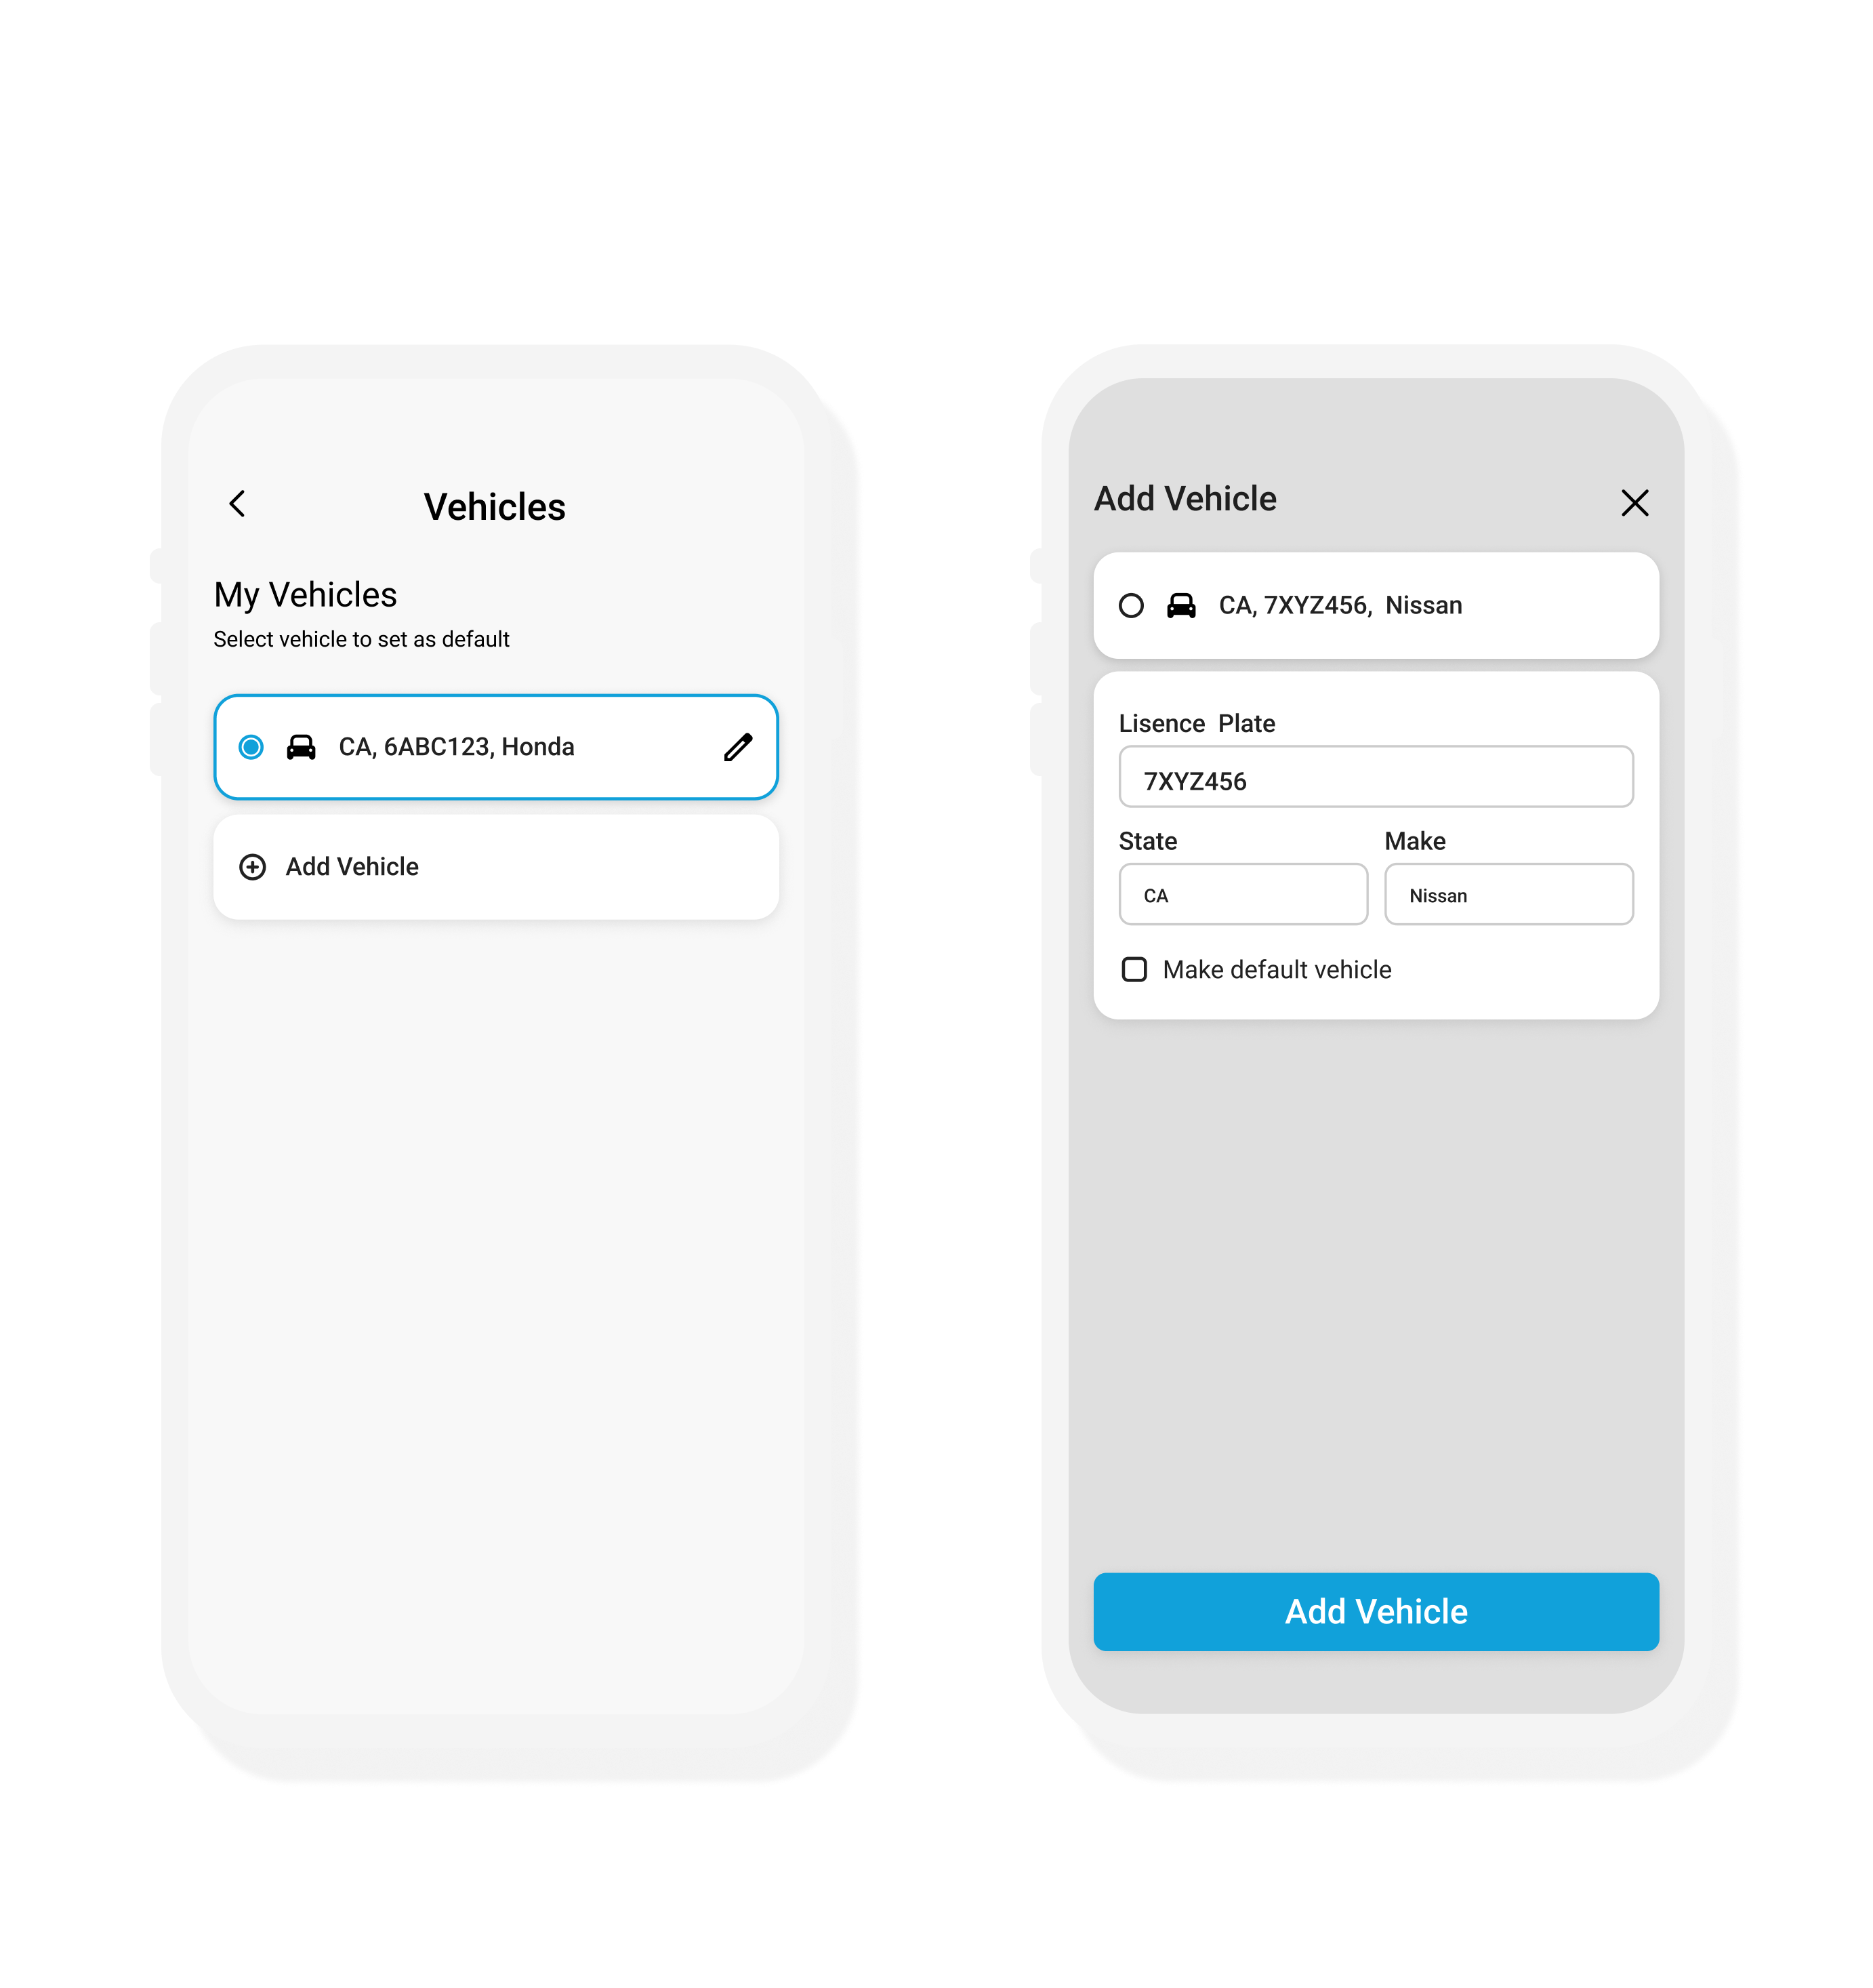 Vehicles
My Vehicles
Select vehicle to set as default
CA, 6ABC123, Honda
Add Vehicle
Add Vehicle
CA, 7XYZ456, Nissan
Lisence Plate
7XYZ456
State
Make
CA
Nissan
Make default vehicle
Add Vehicle